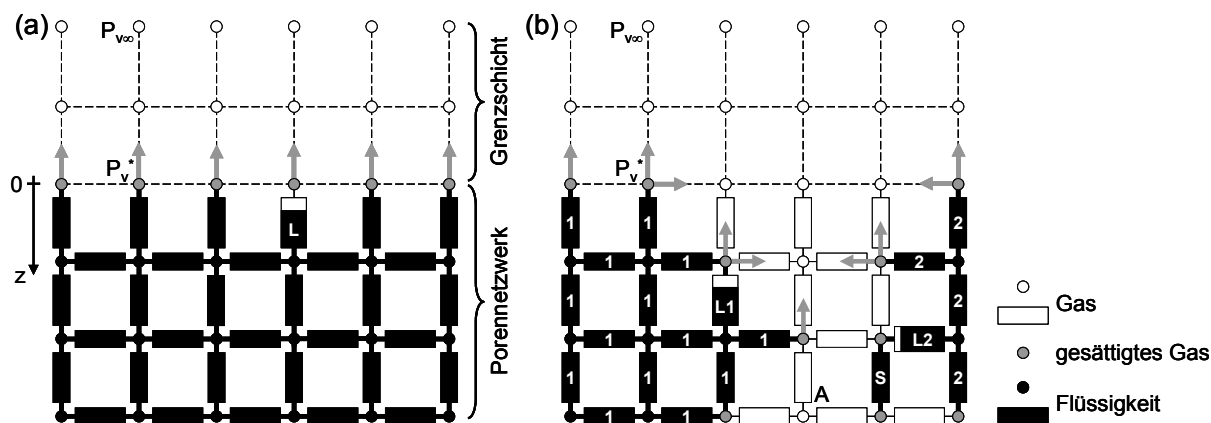 (a)
P_v∞
Grenzschicht
P_v*
0
z
L
Porennetzwerk
(b)
P_v∞
P_v*
1 1 2
1 1 2
1 1 L1 2
1 1 1 L2
1 1 1 S 2
A
1 1
Gas
gesättigtes Gas
Flüssigkeit